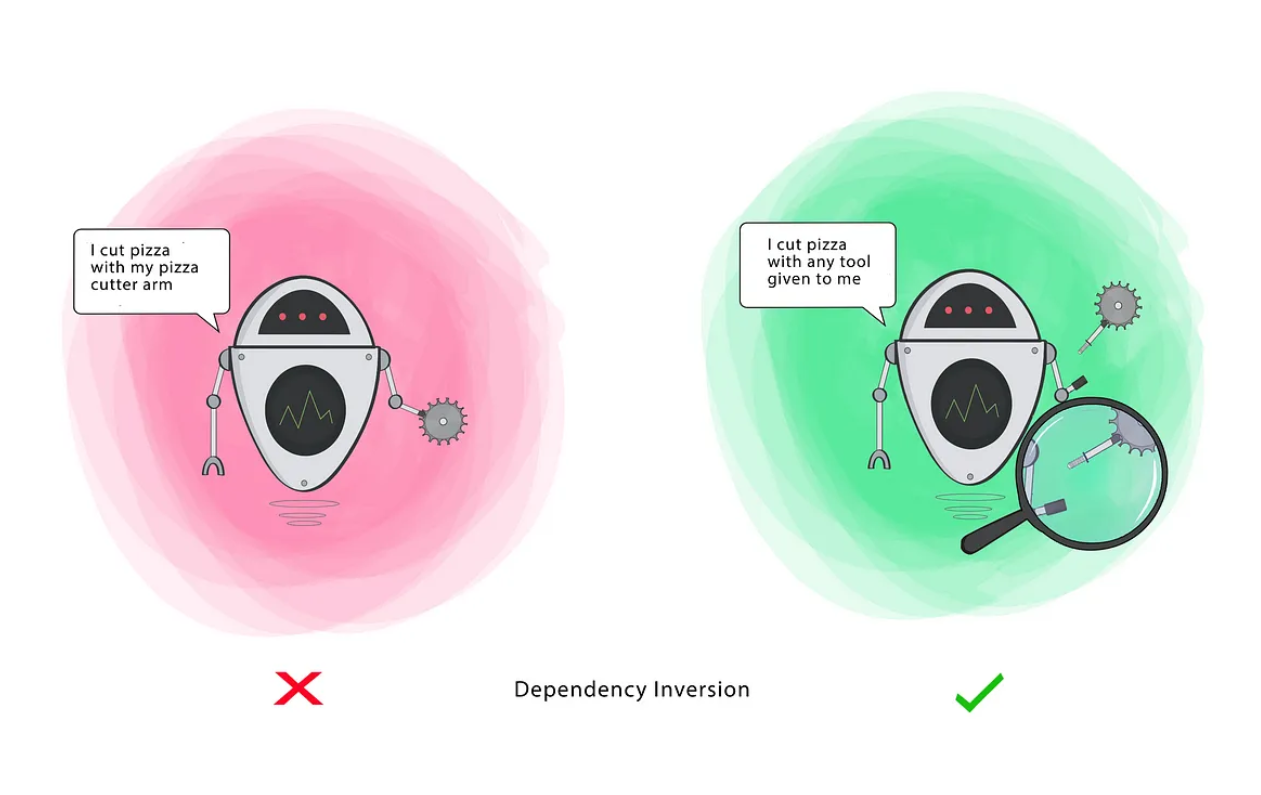 I cut pizza
with my pizza
cutter arm
I cut pizza
with any tool
given to me
Dependency Inversion